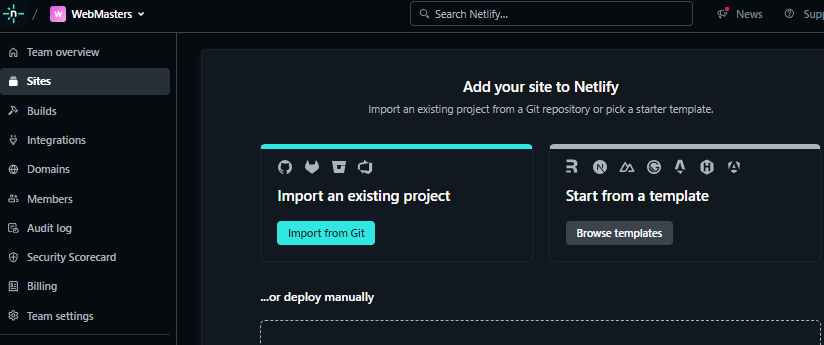 / W WebMasters
Search Netlify...
News
Team overview
Sites
Builds
Integrations
Domains
Members
Audit log
Security Scorecard
Billing
Team settings
Add your site to Netlify
Import an existing project from a Git repository or pick a starter template.
Import an existing project
Import from Git
Start from a template
Browse templates
...or deploy manually